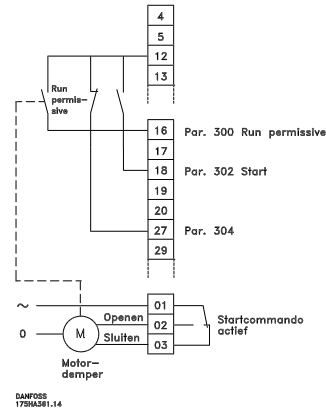 4
5
12
13
Run
permis-
sive
16 Par. 300 Run permissive
17
18 Par. 302 Start
19
20
27 Par. 304
29
~ 01
Openen 02 Startcommando
actief
0 M
Sluiten 03
Motor-
demper
DANFOSS
175HA381.14